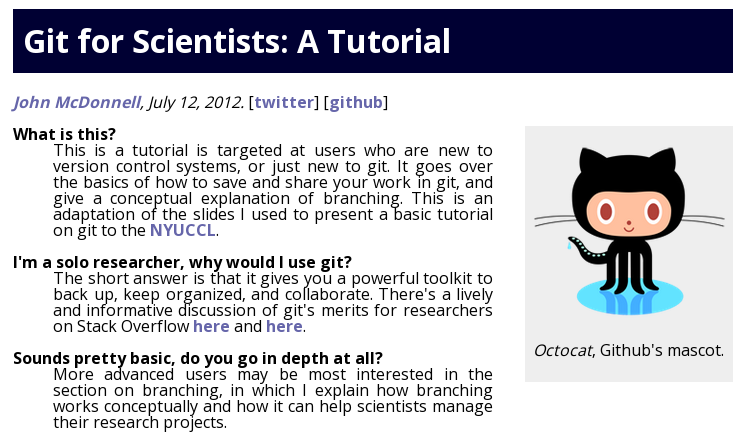 Git for Scientists: A Tutorial
John McDonnell, July 12, 2012. [twitter] [github]
What is this?
This is a tutorial is targeted at users who are new to
version control systems, or just new to git. It goes over
the basics of how to save and share your work in git, and
give a conceptual explanation of branching. This is an
adaptation of the slides I used to present a basic tutorial
on git to the NYUCCL.
I'm a solo researcher, why would I use git?
The short answer is that it gives you a powerful toolkit to
back up, keep organized, and collaborate. There's a lively
and informative discussion of git's merits for researchers
on Stack Overflow here and here.
Sounds pretty basic, do you go in depth at all?
More advanced users may be most interested in the
section on branching, in which I explain how branching
works conceptually and how it can help scientists manage
their research projects.
Octocat, Github's mascot.